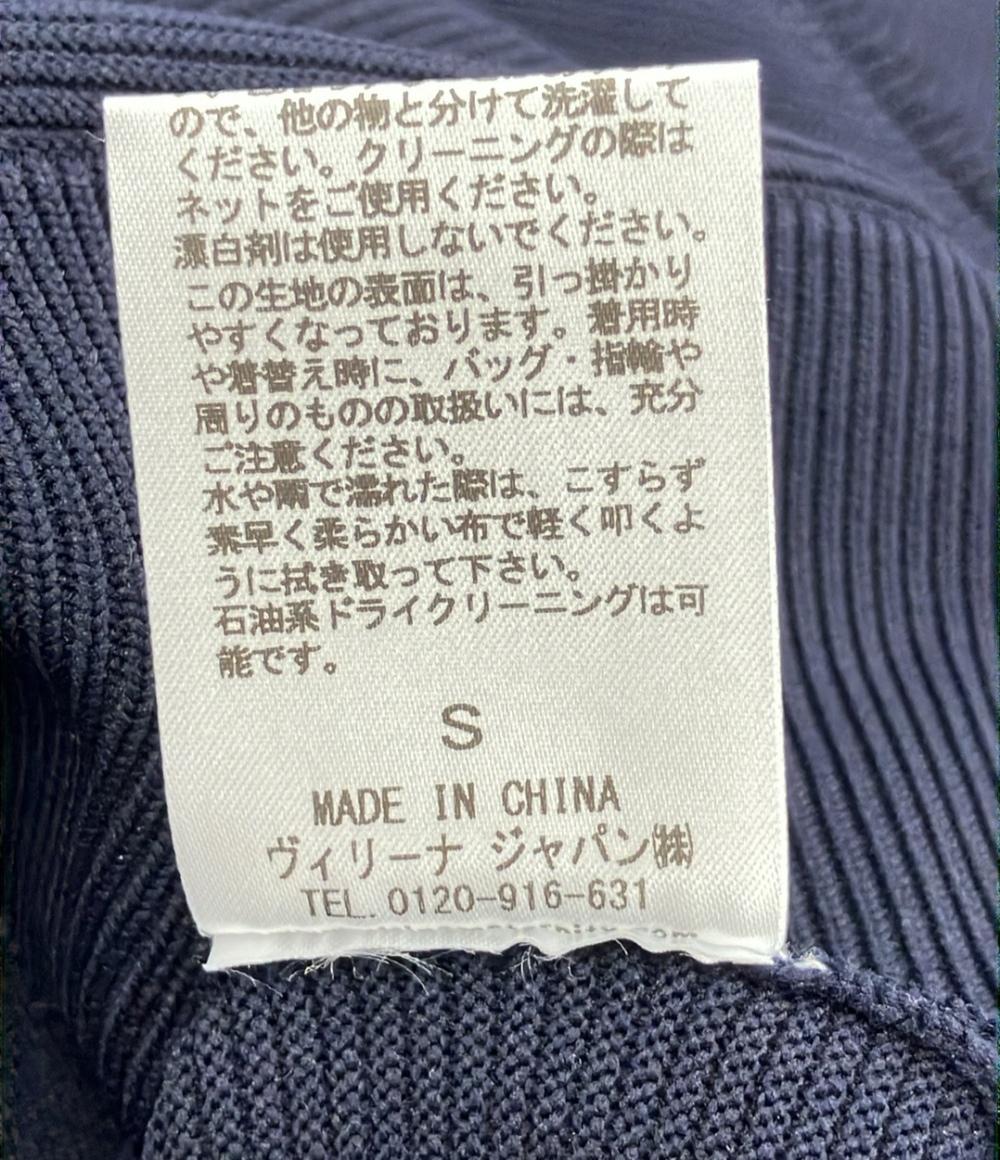 ので、他の物と分けて洗濯して
ください。クリーニングの際は
ネットをご使用ください。
漂白剤は使用しないでください。
この生地の表面は、引っ掛かり
やすくなっております。着用時
や着替え時に、バッグ・指輪や
周りのものの取扱いには、充分
ご注意ください。
水や雨で濡れた際は、こすらず
素早く柔らかい布で軽く叩くよ
うに拭き取って下さい。
石油系ドライクリーニングは可
能です。
S
MADE IN CHINA
ヴィリーナ ジャパン㈱
TEL. 0120-916-631